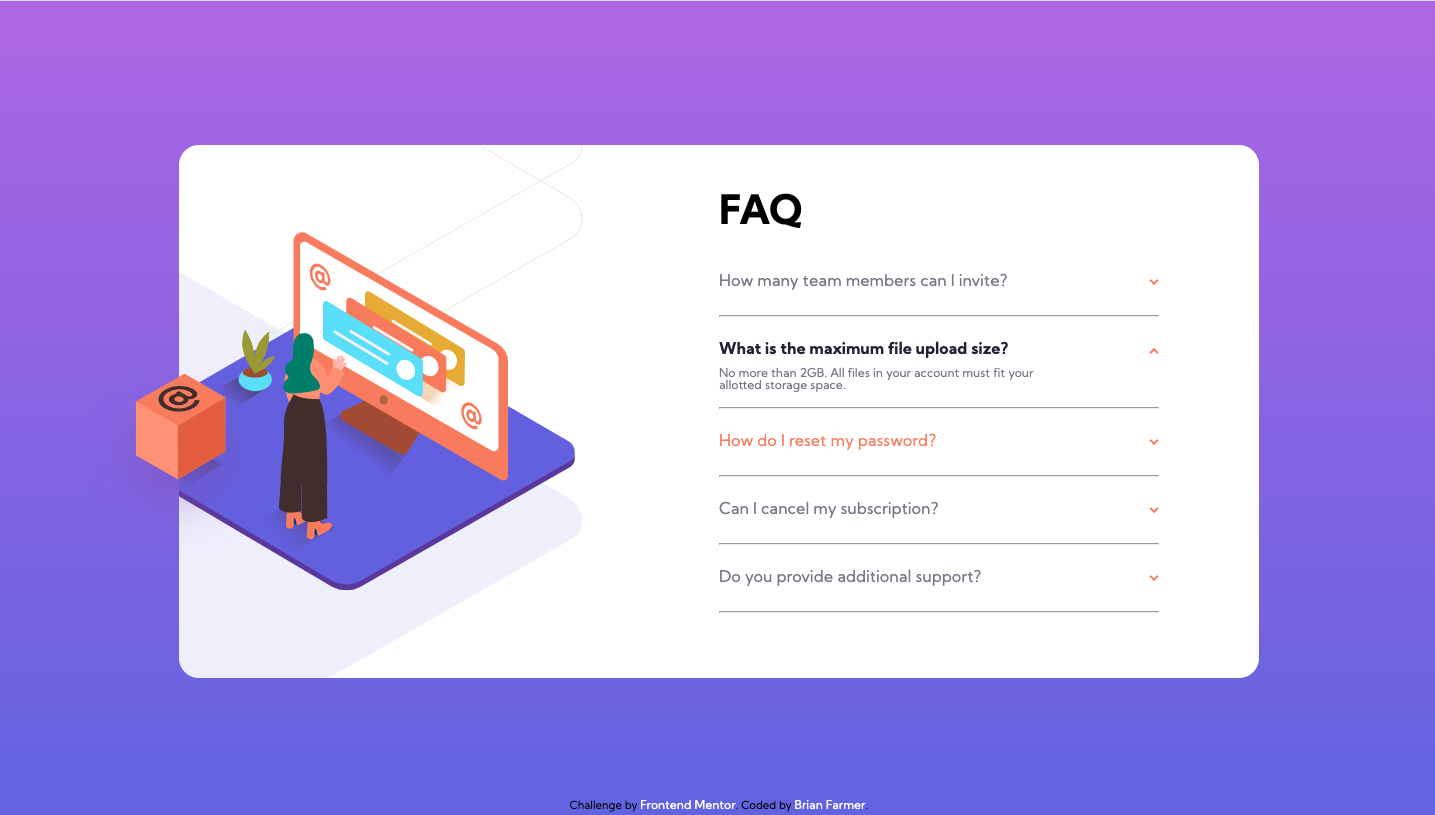 FAQ
How many team members can I invite?
What is the maximum file upload size?
No more than 2GB. All files in your account must fit your
allotted storage space.
How do I reset my password?
Can I cancel my subscription?
Do you provide additional support?
@
@
@
Challenge by Frontend Mentor. Coded by Brian Farmer.